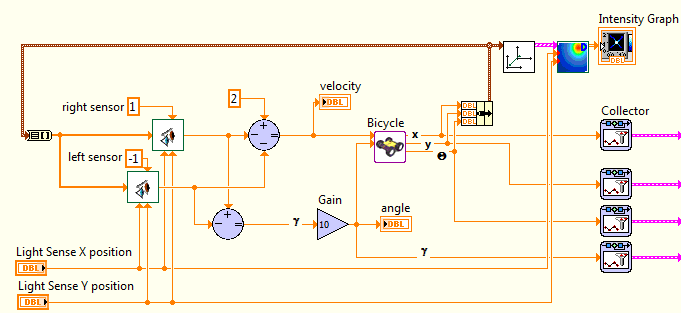 Intensity Graph
DBL
2
velocity
DBL
right sensor 1
Bicycle
DBL
DBL
DBL
Collector
x
y
Θ
left sensor -1
Gain
γ
10
angle
DBL
γ
Light Sense X position
DBL
Light Sense Y position
DBL